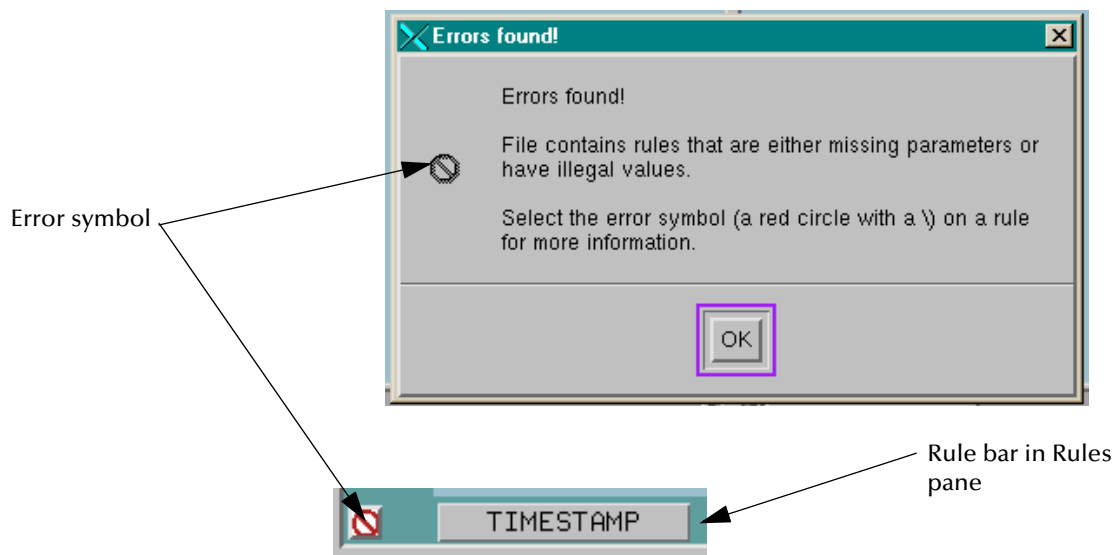 Errors found!
Errors found!
File contains rules that are either missing parameters or
have illegal values.
Select the error symbol (a red circle with a \) on a rule
for more information.
Error symbol
OK
Rule bar in Rules
pane
TIMESTAMP